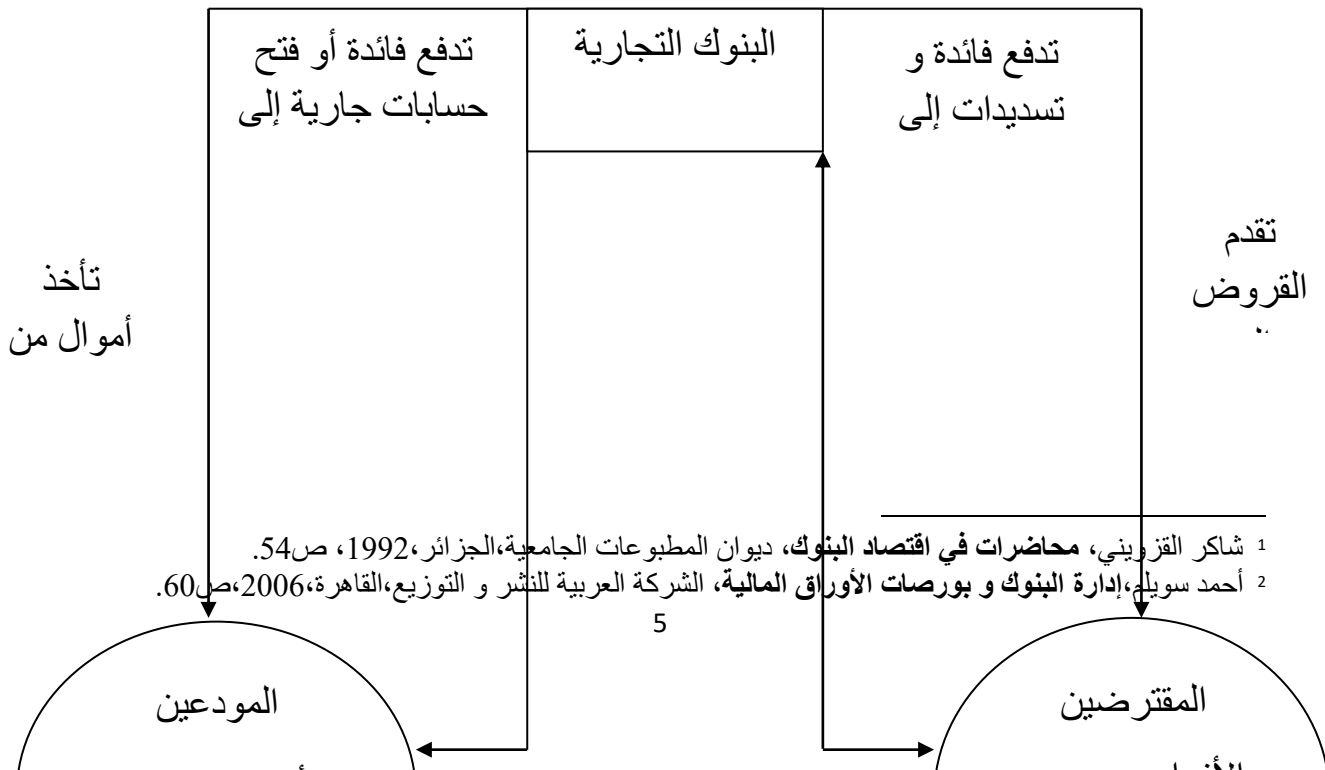 البنوك التجارية
تدفع فائدة و
تسديدات إلى
تدفع فائدة أو فتح
حسابات جارية إلى
تقدم
القروض
تأخذ
أموال من
1 شاكر القزويني، محاضرات في اقتصاد البنوك، ديوان المطبوعات الجامعية،الجزائر،1992، ص54.
2 أحمد سويلم،إدارة البنوك و بورصات الأوراق المالية، الشركة العربية للنشر و التوزيع،القاهرة،2006،ص60.
5
المقترضين
المودعين